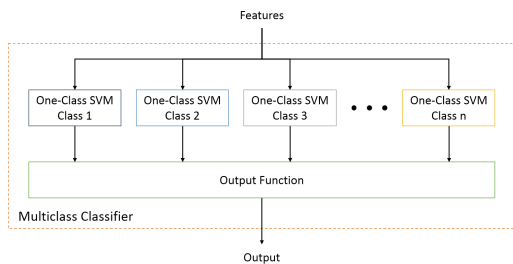 Features
One-Class SVM
Class 1
One-Class SVM
Class 2
One-Class SVM
Class 3
One-Class SVM
Class n
Output Function
Multiclass Classifier
Output